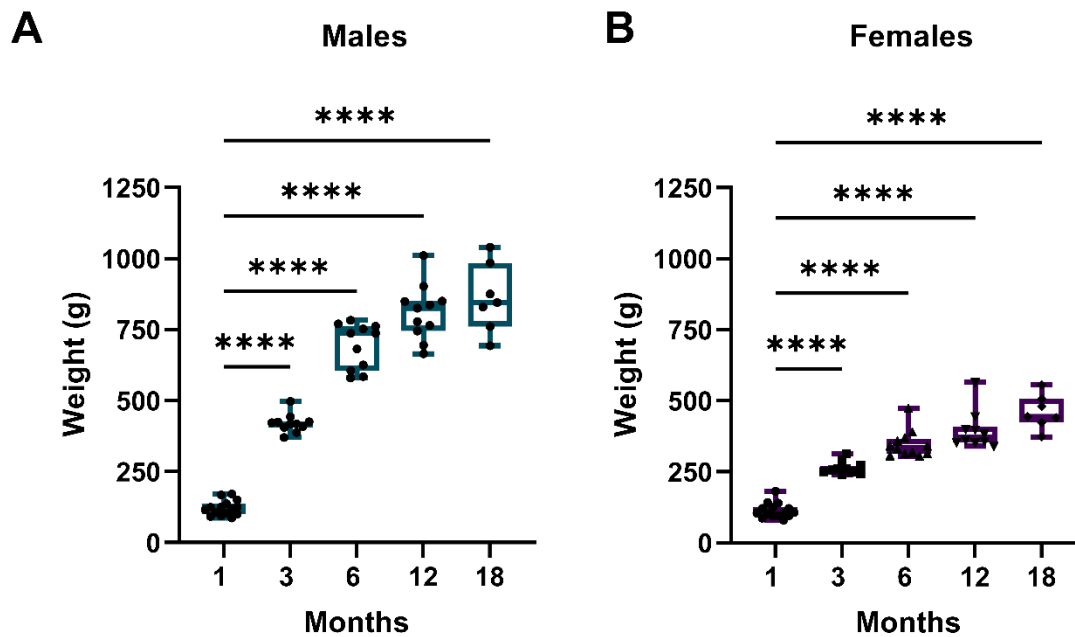 A
Males
****
****
****
****
1250
1000
750
500
250
0
Weight (g)
1 3 6 12 18
Months
B
Females
****
****
****
****
1250
1000
750
500
250
0
Weight (g)
1 3 6 12 18
Months